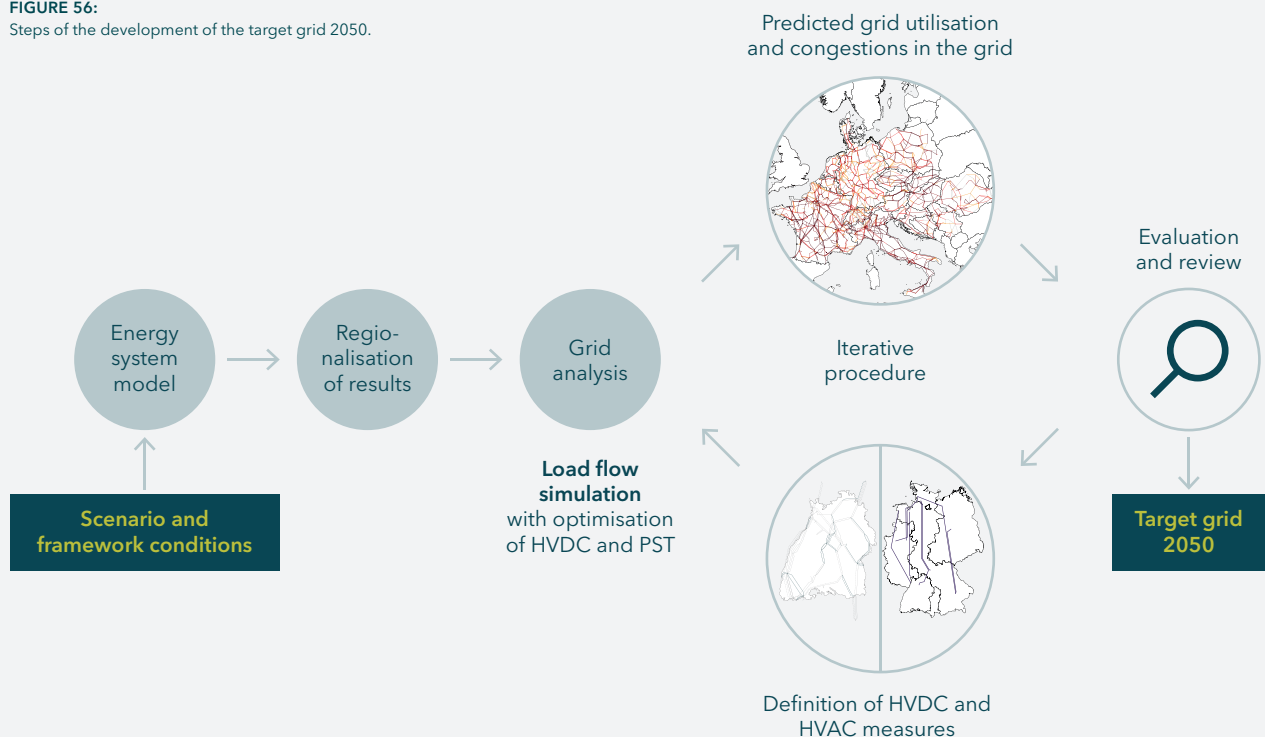 FIGURE 56:
Steps of the development of the target grid 2050.
Predicted grid utilisation
and congestions in the grid
Evaluation
and review
Energy
system
model
Regio-
nalisation
of results
Grid
analysis
Iterative
procedure
Load flow
simulation
with optimisation
of HVDC and PST
Scenario and
framework conditions
Target grid
2050
Definition of HVDC and
HVAC measures